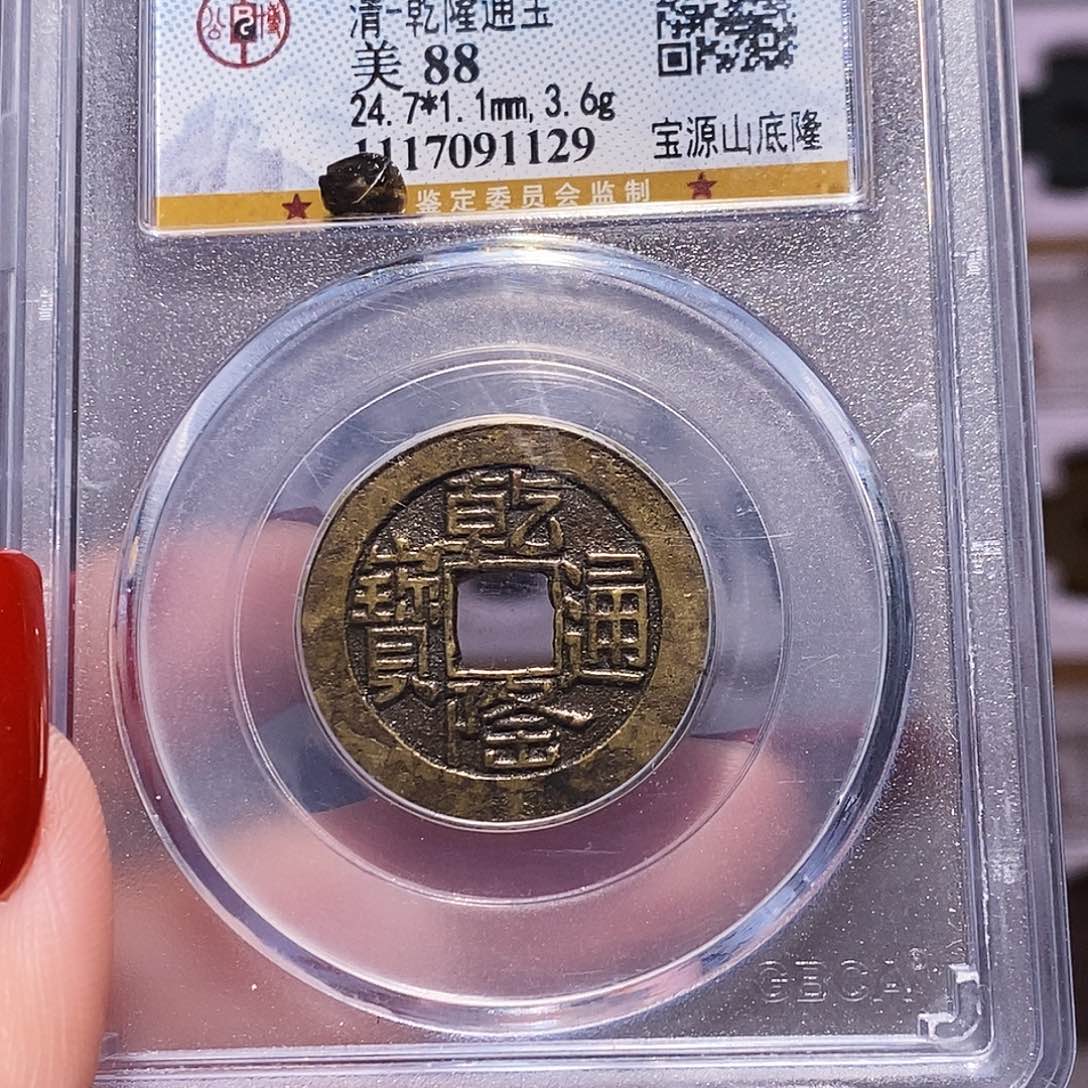 清-乾隆通宝
美 88
24.7*1.1mm, 3.6g
1117091129
宝源山底隆
鉴定委员会监制
乾隆通寳
GBCA